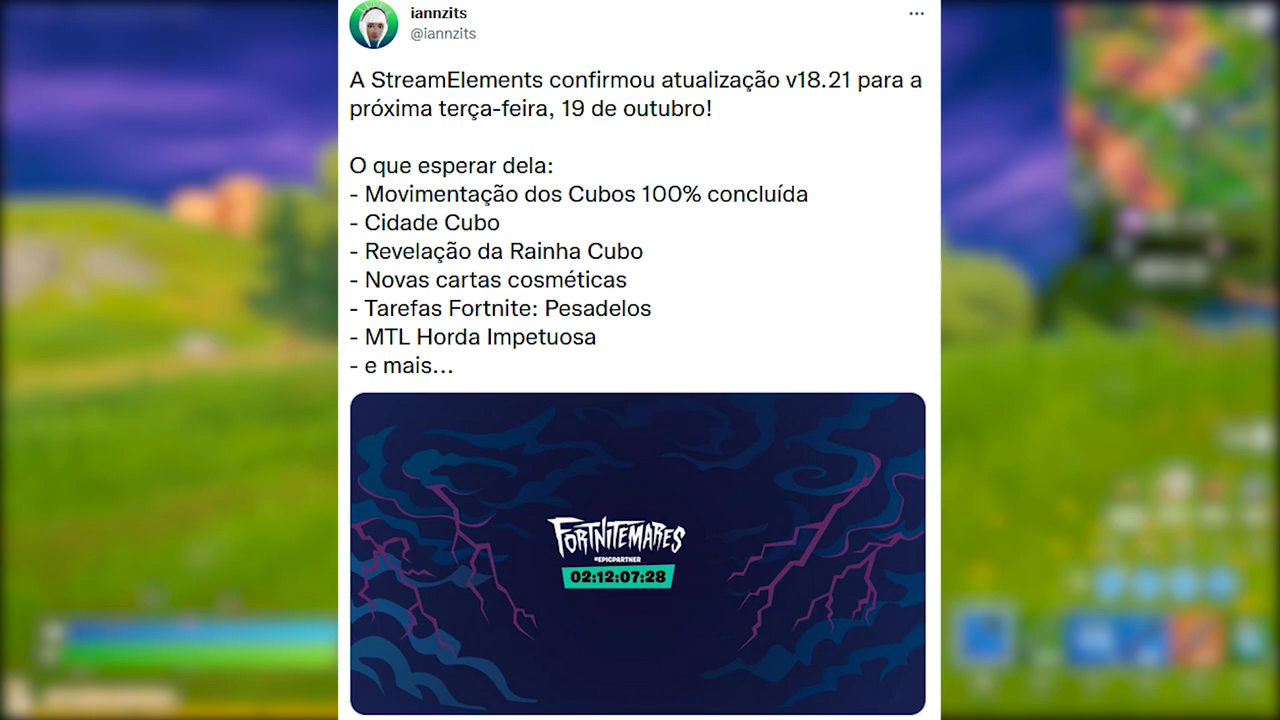 iannzits
@iannzits
A StreamElements confirmou atualização v18.21 para a
próxima terça-feira, 19 de outubro!
O que esperar dela:
- Movimentação dos Cubos 100% concluída
- Cidade Cubo
- Revelação da Rainha Cubo
- Novas cartas cosméticas
- Tarefas Fortnite: Pesadelos
- MTL Horda Impetuosa
- e mais...
FORTNITEMARES
#EPICPARTNER
02:12:07:28